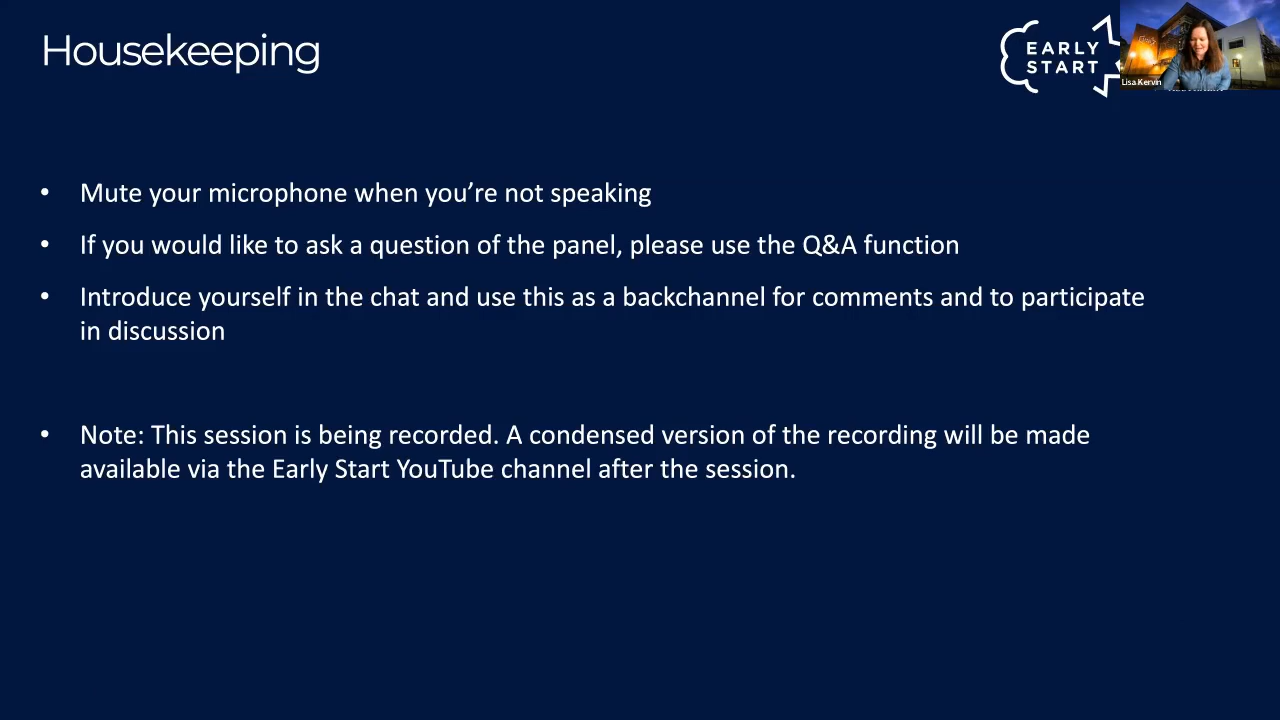 Housekeeping
EARLY
START
Lisa Kervin
• Mute your microphone when you’re not speaking
• If you would like to ask a question of the panel, please use the Q&A function
• Introduce yourself in the chat and use this as a backchannel for comments and to participate
in discussion
• Note: This session is being recorded. A condensed version of the recording will be made
available via the Early Start YouTube channel after the session.